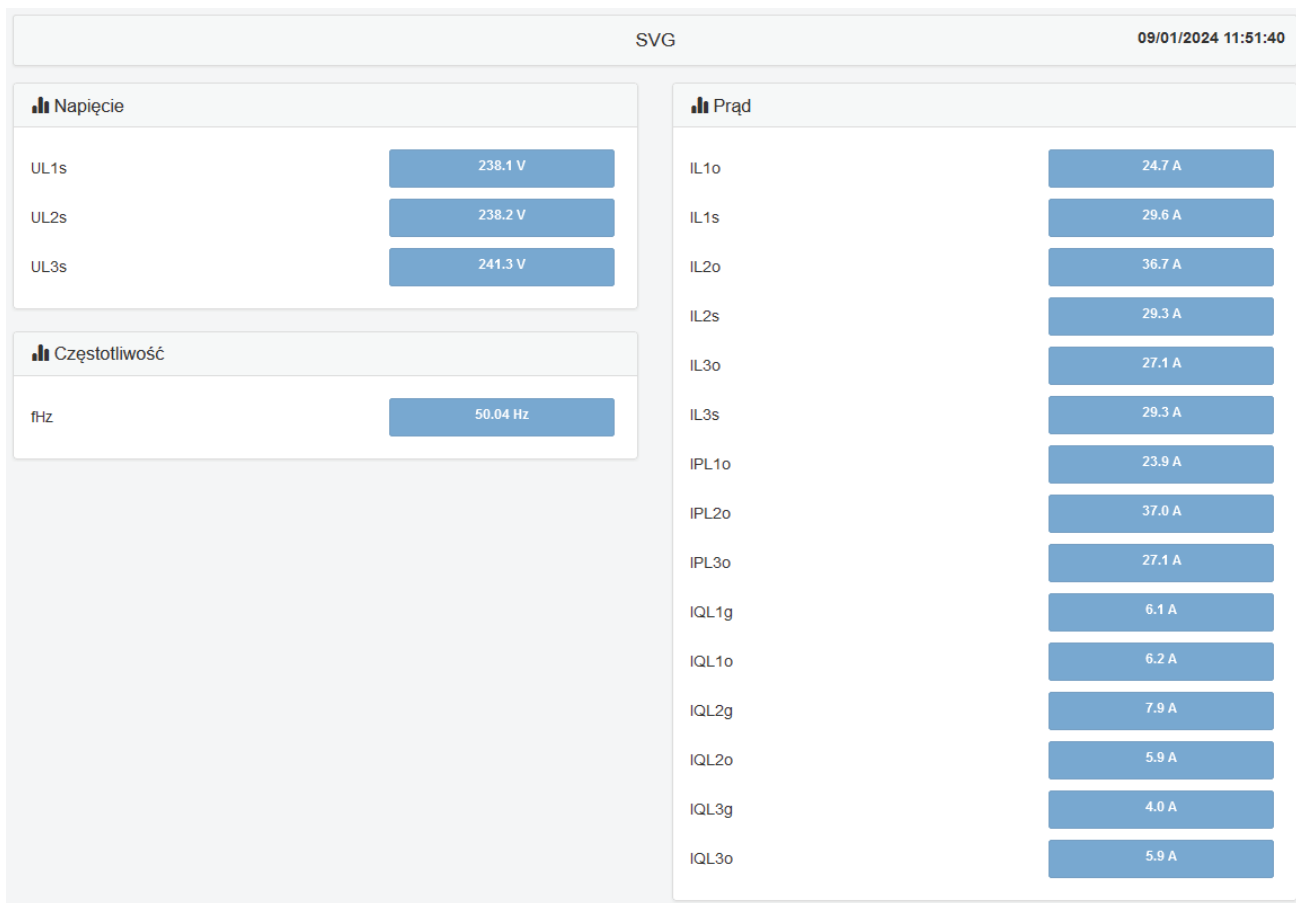 SVG
09/01/2024 11:51:40
Napięcie
UL1s 238.1 V
UL2s 238.2 V
UL3s 241.3 V
Częstotliwość
fHz 50.04 Hz
Prąd
IL1o 24.7 A
IL1s 29.6 A
IL2o 36.7 A
IL2s 29.3 A
IL3o 27.1 A
IL3s 29.3 A
IPL1o 23.9 A
IPL2o 37.0 A
IPL3o 27.1 A
IQL1g 6.1 A
IQL1o 6.2 A
IQL2g 7.9 A
IQL2o 5.9 A
IQL3g 4.0 A
IQL3o 5.9 A